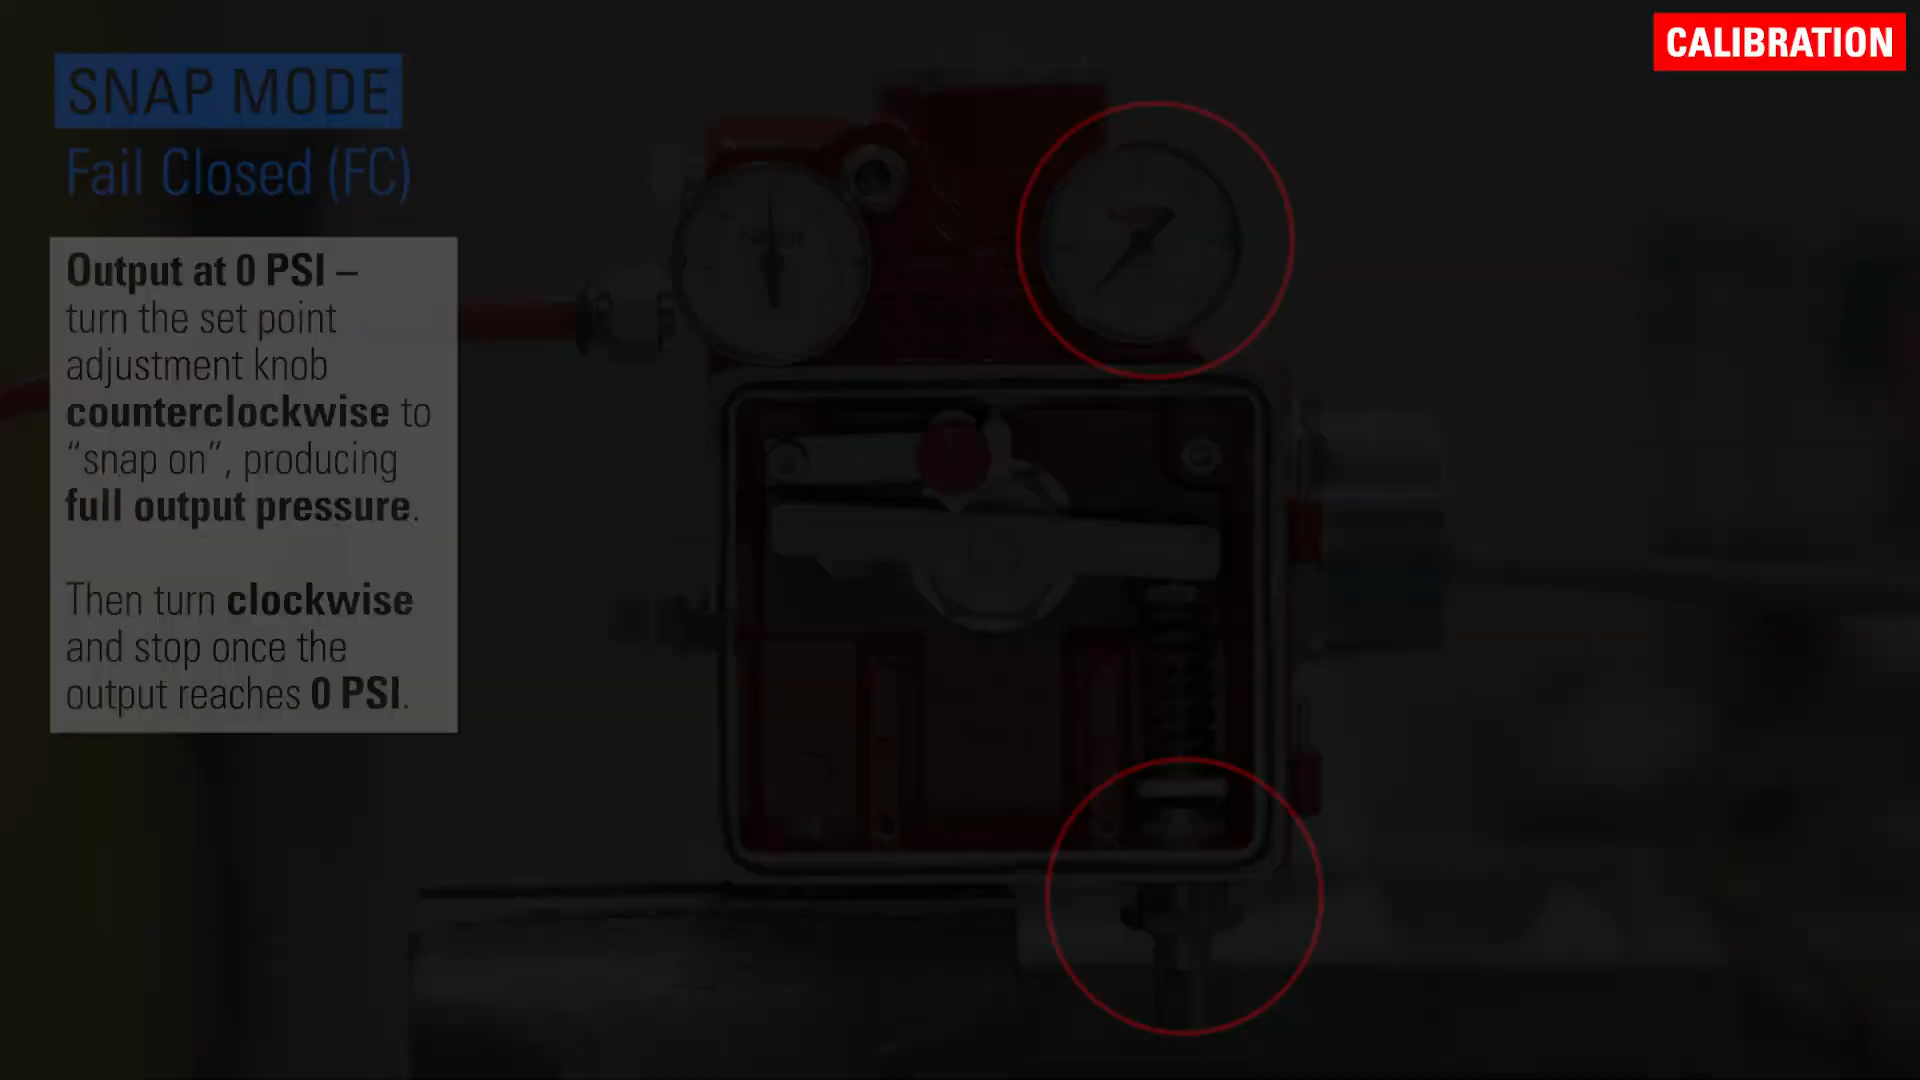 CALIBRATION
SNAP MODE
Fail Closed (FC)
Output at 0 PSI –
turn the set point
adjustment knob
counterclockwise to
“snap on”, producing
full output pressure.
Then turn clockwise
and stop once the
output reaches 0 PSI.